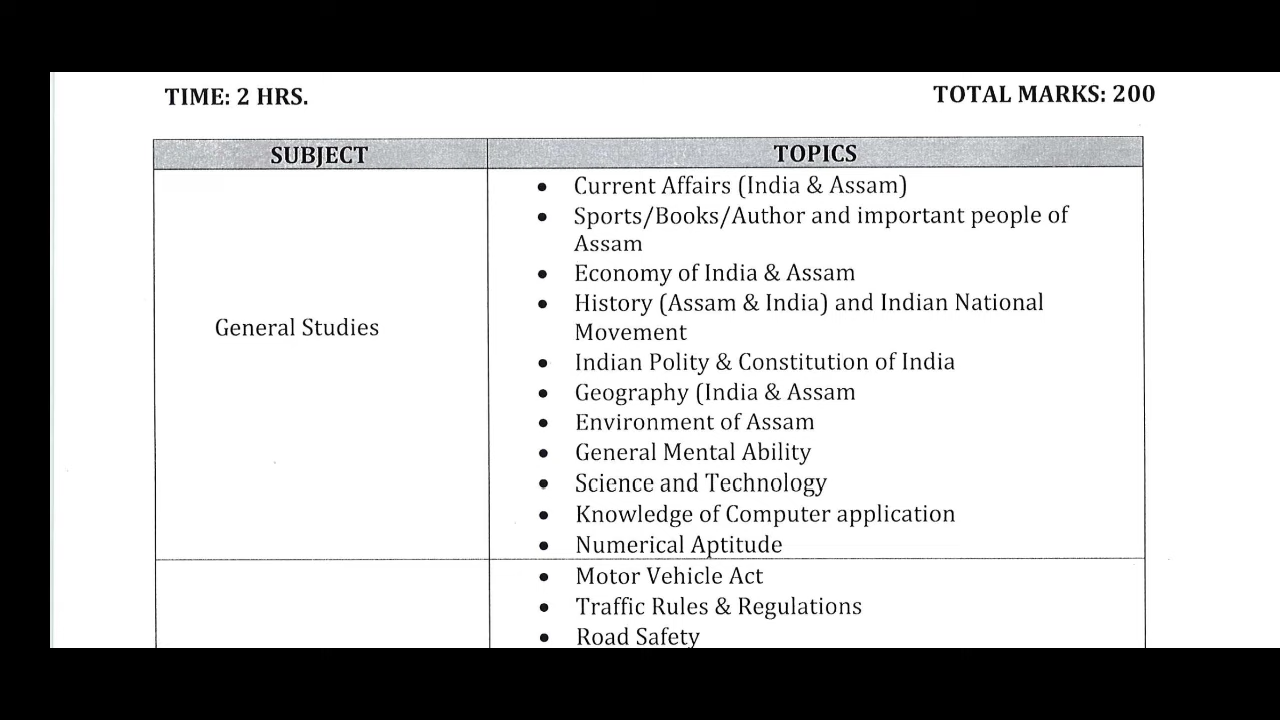 TIME: 2 HRS.
TOTAL MARKS: 200
SUBJECT
TOPICS
General Studies
• Current Affairs (India & Assam)
• Sports/Books/Author and important people of
Assam
• Economy of India & Assam
• History (Assam & India) and Indian National
Movement
• Indian Polity & Constitution of India
• Geography (India & Assam
• Environment of Assam
• General Mental Ability
• Science and Technology
• Knowledge of Computer application
• Numerical Aptitude
• Motor Vehicle Act
• Traffic Rules & Regulations
• Road Safety